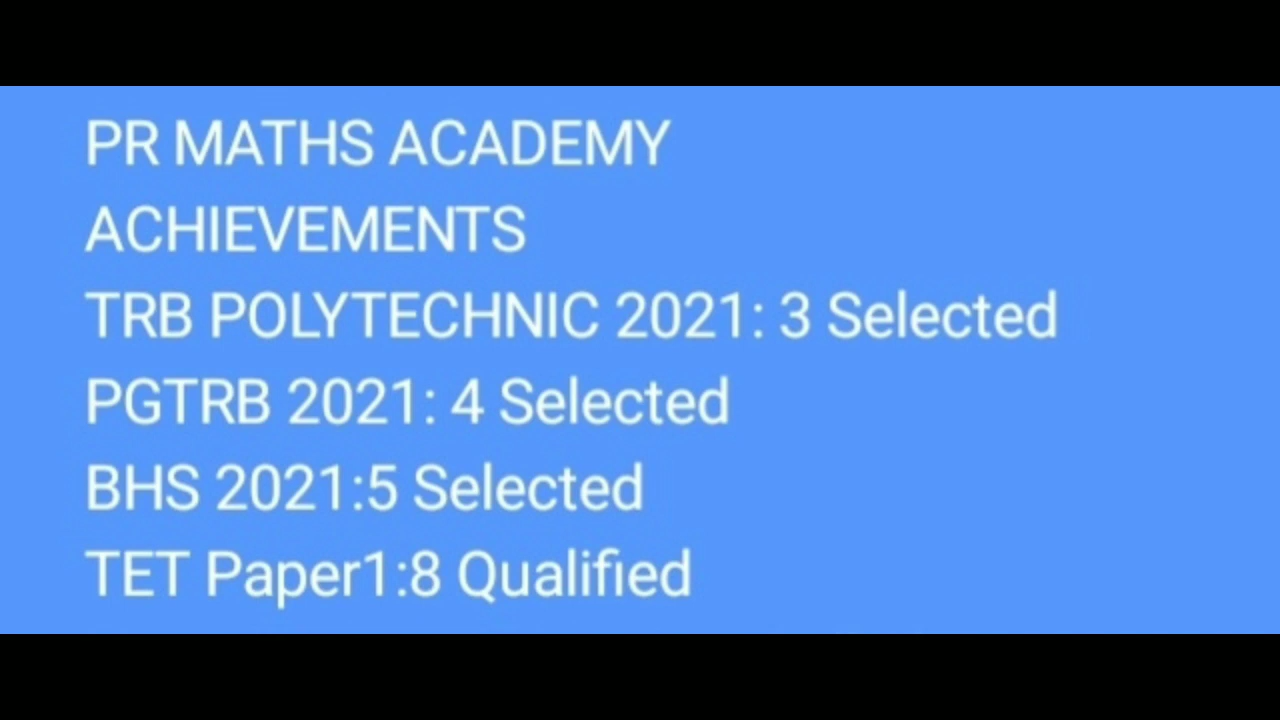 PR MATHS ACADEMY
ACHIEVEMENTS
TRB POLYTECHNIC 2021: 3 Selected
PGTRB 2021: 4 Selected
BHS 2021:5 Selected
TET Paper1:8 Qualified